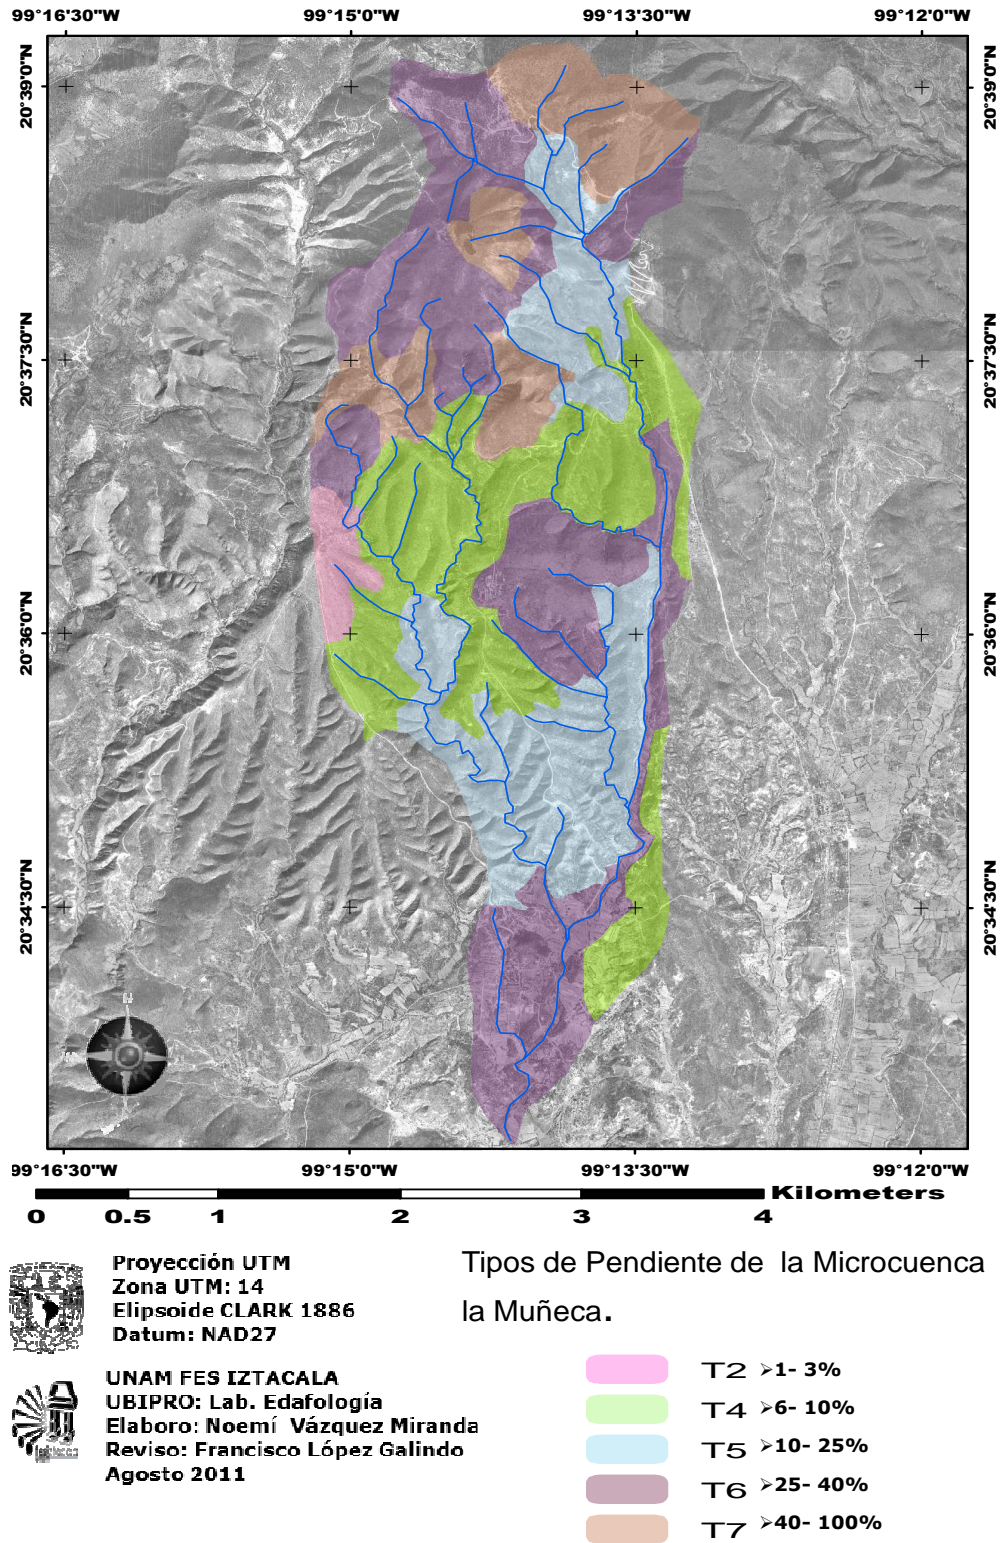 99°16'30"W 99°15'0"W 99°13'30"W 99°12'0"W
20°39'0"N 20°39'0"N
20°37'30"N 20°37'30"N
20°36'0"N 20°36'0"N
20°34'30"N 20°34'30"N
99°16'30"W 99°15'0"W 99°13'30"W 99°12'0"W
Kilometers
0 0.5 1 2 3 4
Proyección UTM
Zona UTM: 14
Elipsoide CLARK 1886
Datum: NAD27
UNAM FES IZTACALA
UBIPRO: Lab. Edafología
Elaboro: Noemí Vázquez Miranda
Reviso: Francisco López Galindo
Agosto 2011
Tipos de Pendiente de la Microcuenca
la Muñeca.
T2 ➢1- 3%
T4 ➢6- 10%
T5 ➢10- 25%
T6 ➢25- 40%
T7 ➢40- 100%